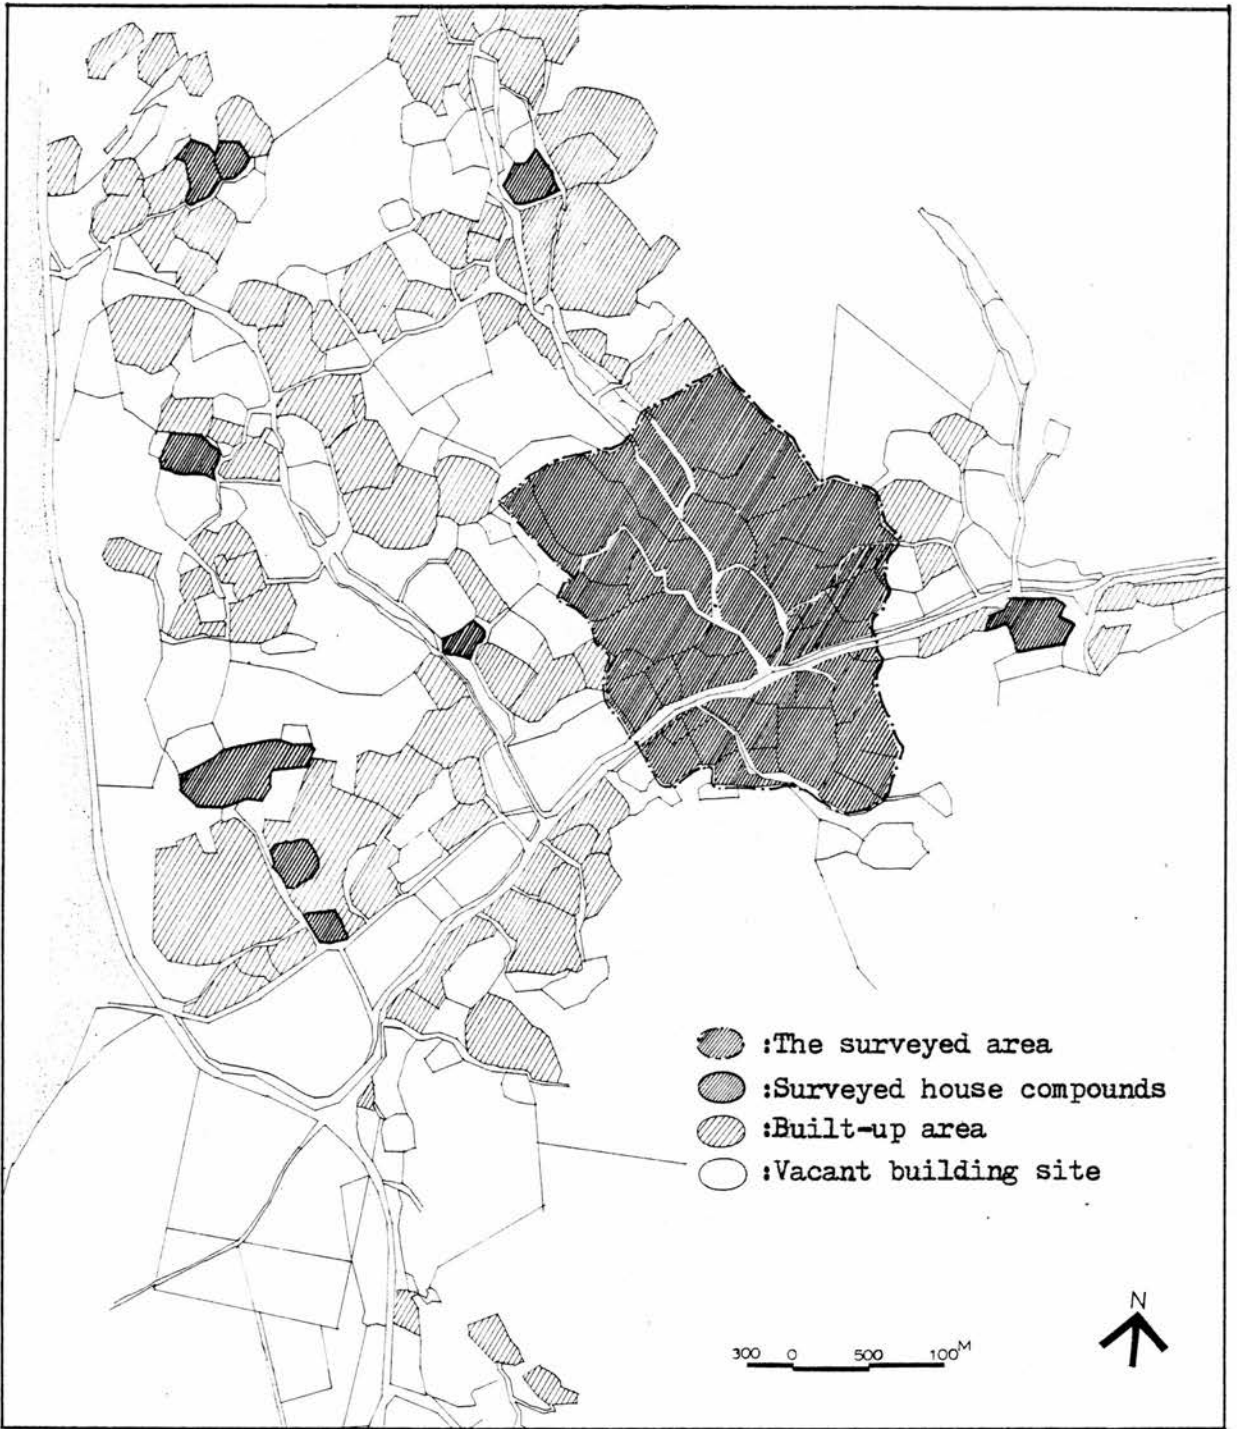 :The surveyed area
:Surveyed house compounds
:Built-up area
:Vacant building site
N
300 0 500 100M